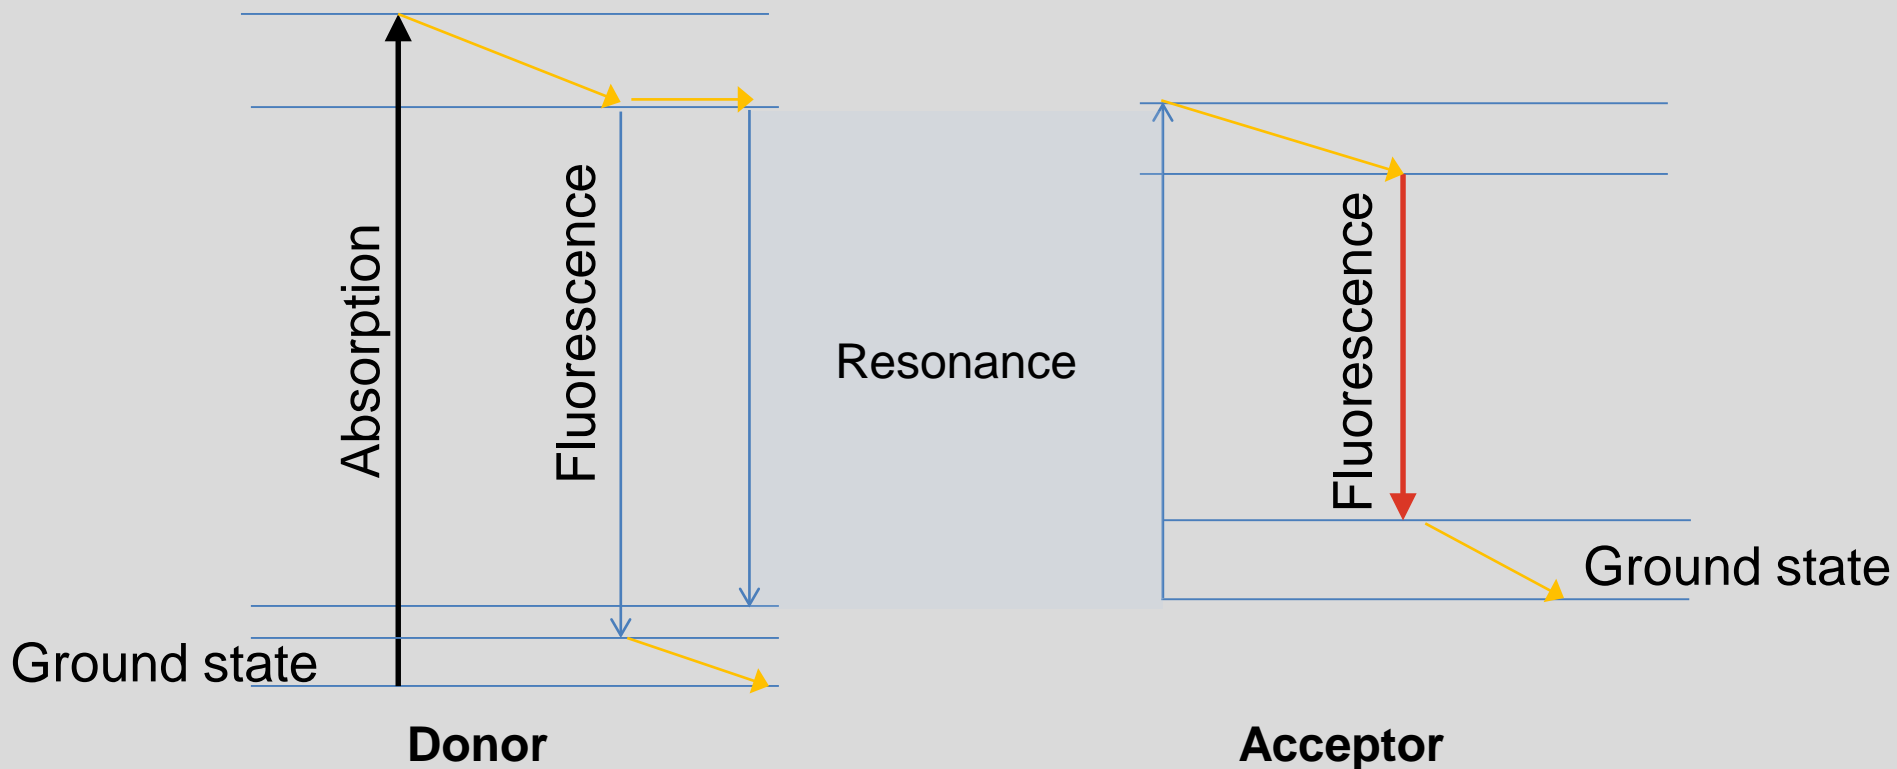 Absorption
Fluorescence
Resonance
Fluorescence
Ground state
Ground state
Donor
Acceptor